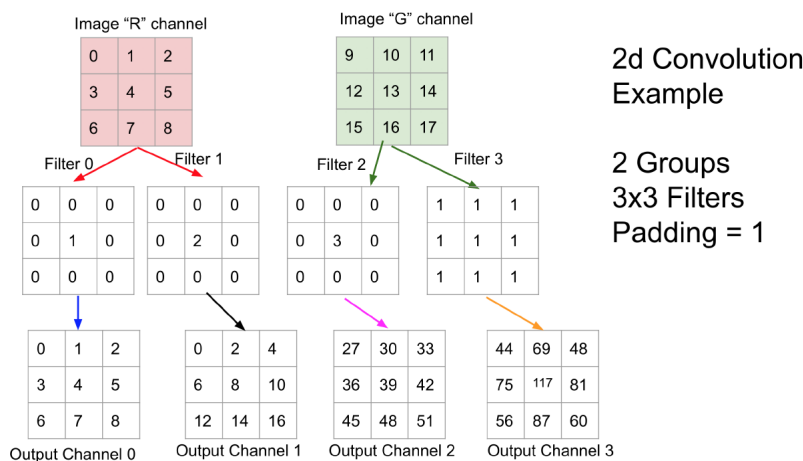 Image "R" channel
Image "G" channel
0 1 2
3 4 5
6 7 8
9 10 11
12 13 14
15 16 17
2d Convolution
Example
2 Groups
3x3 Filters
Padding = 1
Filter 0
Filter 1
Filter 2
Filter 3
0 0 0
0 1 0
0 0 0
0 0 0
0 2 0
0 0 0
0 0 0
0 3 0
0 0 0
1 1 1
1 1 1
1 1 1
0 1 2
3 4 5
6 7 8
0 2 4
6 8 10
12 14 16
27 30 33
36 39 42
45 48 51
44 69 48
75 117 81
56 87 60
Output Channel 0
Output Channel 1
Output Channel 2
Output Channel 3